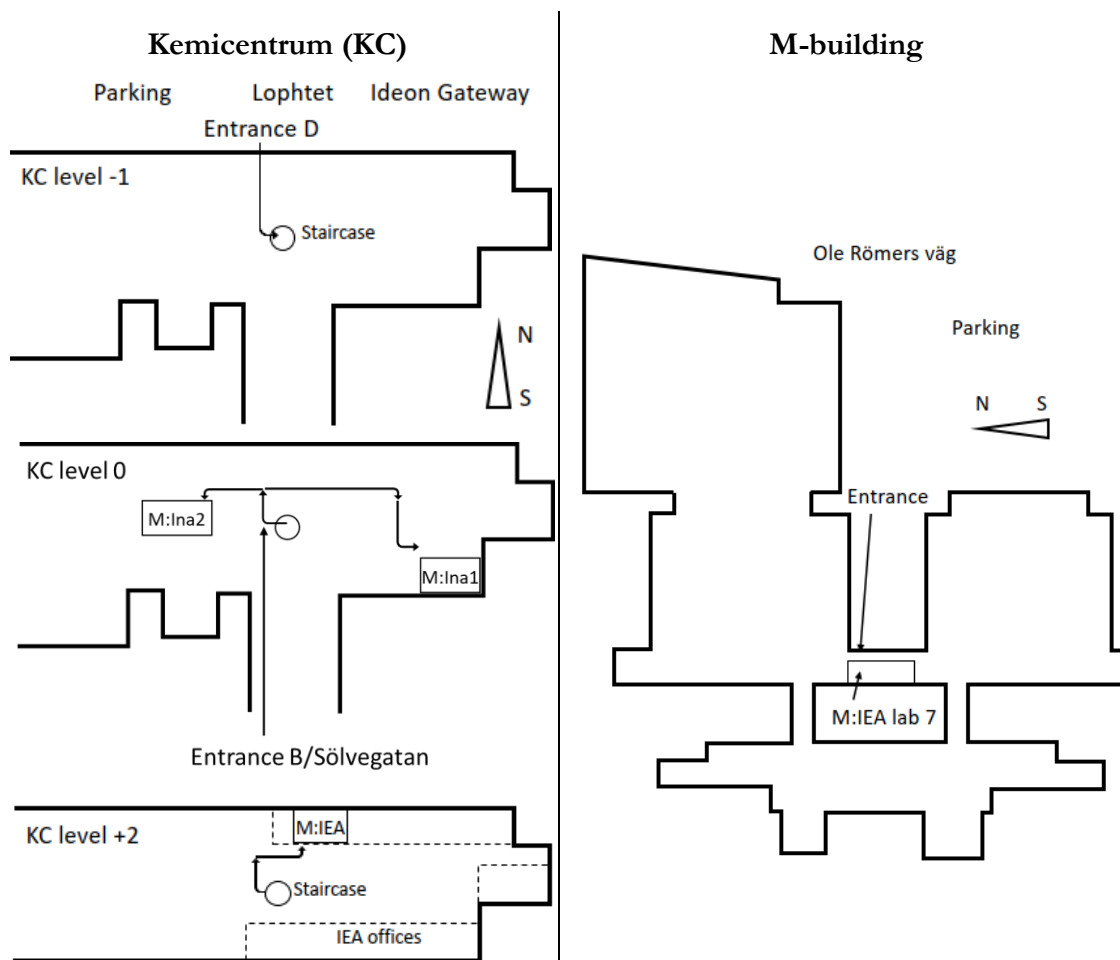 Kemicentrum (KC)
Parking Lophtet Ideon Gateway
Entrance D
KC level -1
Staircase
N
S
KC level 0
M:Ina2
M:Ina1
Entrance B/Sölvegatan
KC level +2
M:IEA
Staircase
IEA offices
M-building
Ole Römers väg
Parking
N S
Entrance
M:IEA lab 7